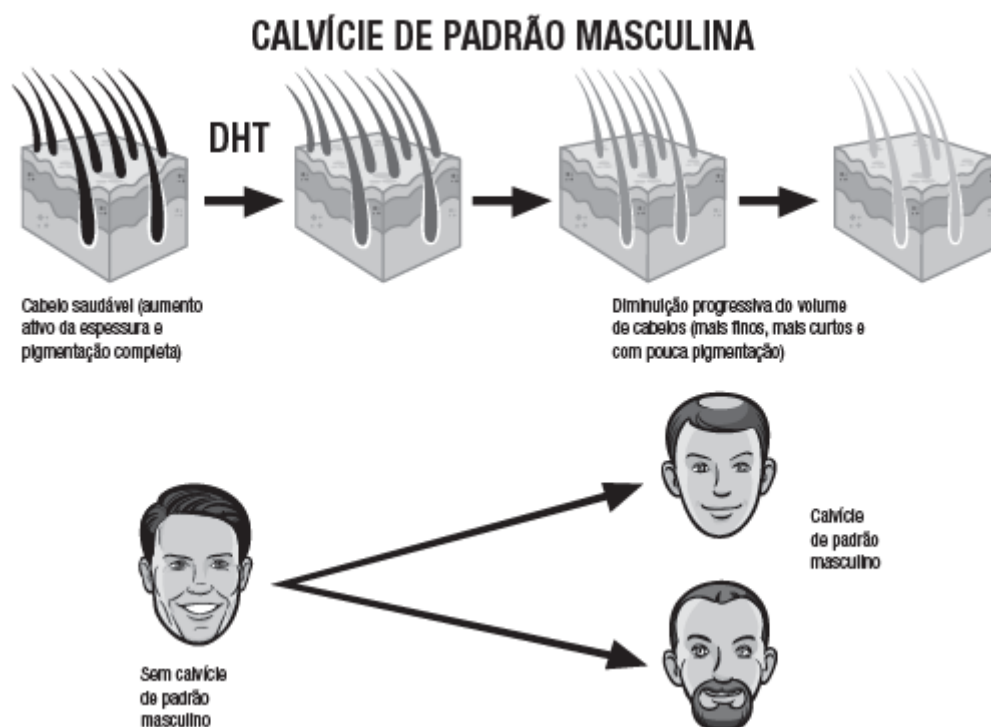 CALVÍCIE DE PADRÃO MASCULINA
DHT
Cabelo saudável (aumento
ativo da espessura e
pigmentação completa)
Diminuição progressiva do volume
de cabelos (mais finos, mais curtos e
com pouca pigmentação)
Calvície
de padrão
masculino
Sem calvície
de padrão
masculino